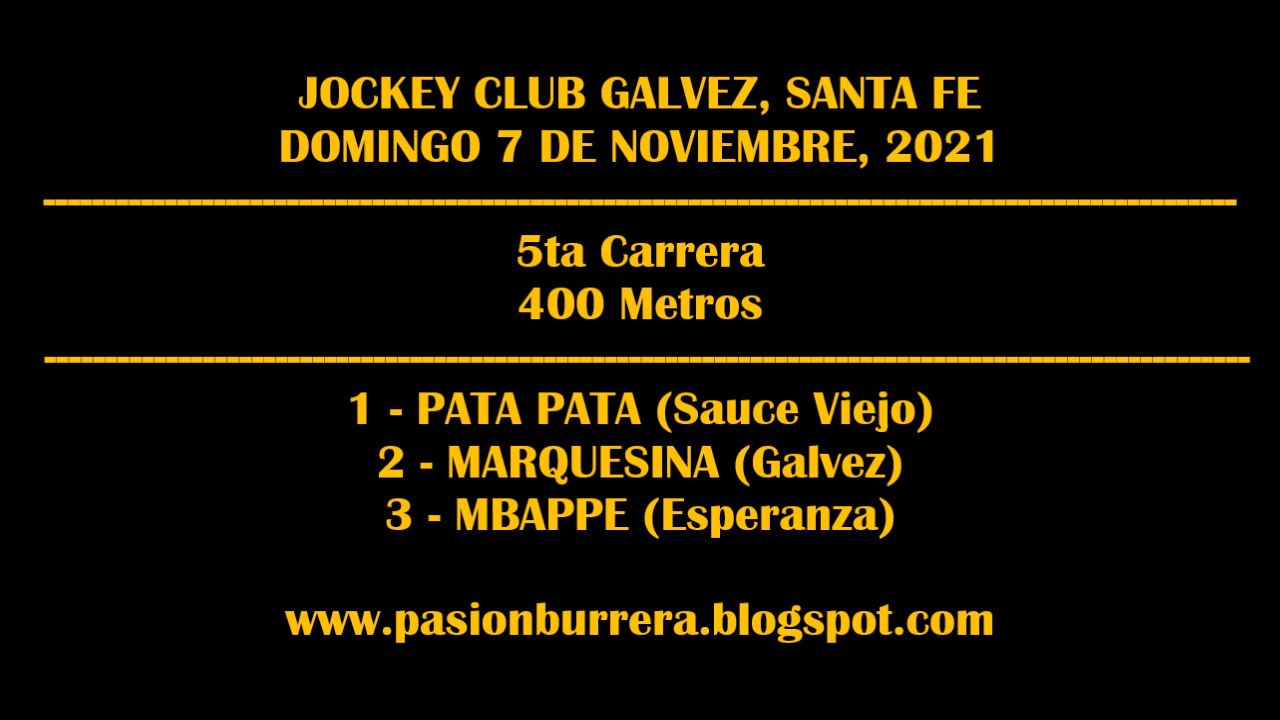 JOCKEY CLUB GALVEZ, SANTA FE
DOMINGO 7 DE NOVIEMBRE, 2021
5ta Carrera
400 Metros
1 - PATA PATA (Sauce Viejo)
2 - MARQUESINA (Galvez)
3 - MBAPPE (Esperanza)
www.pasionburrera.blogspot.com